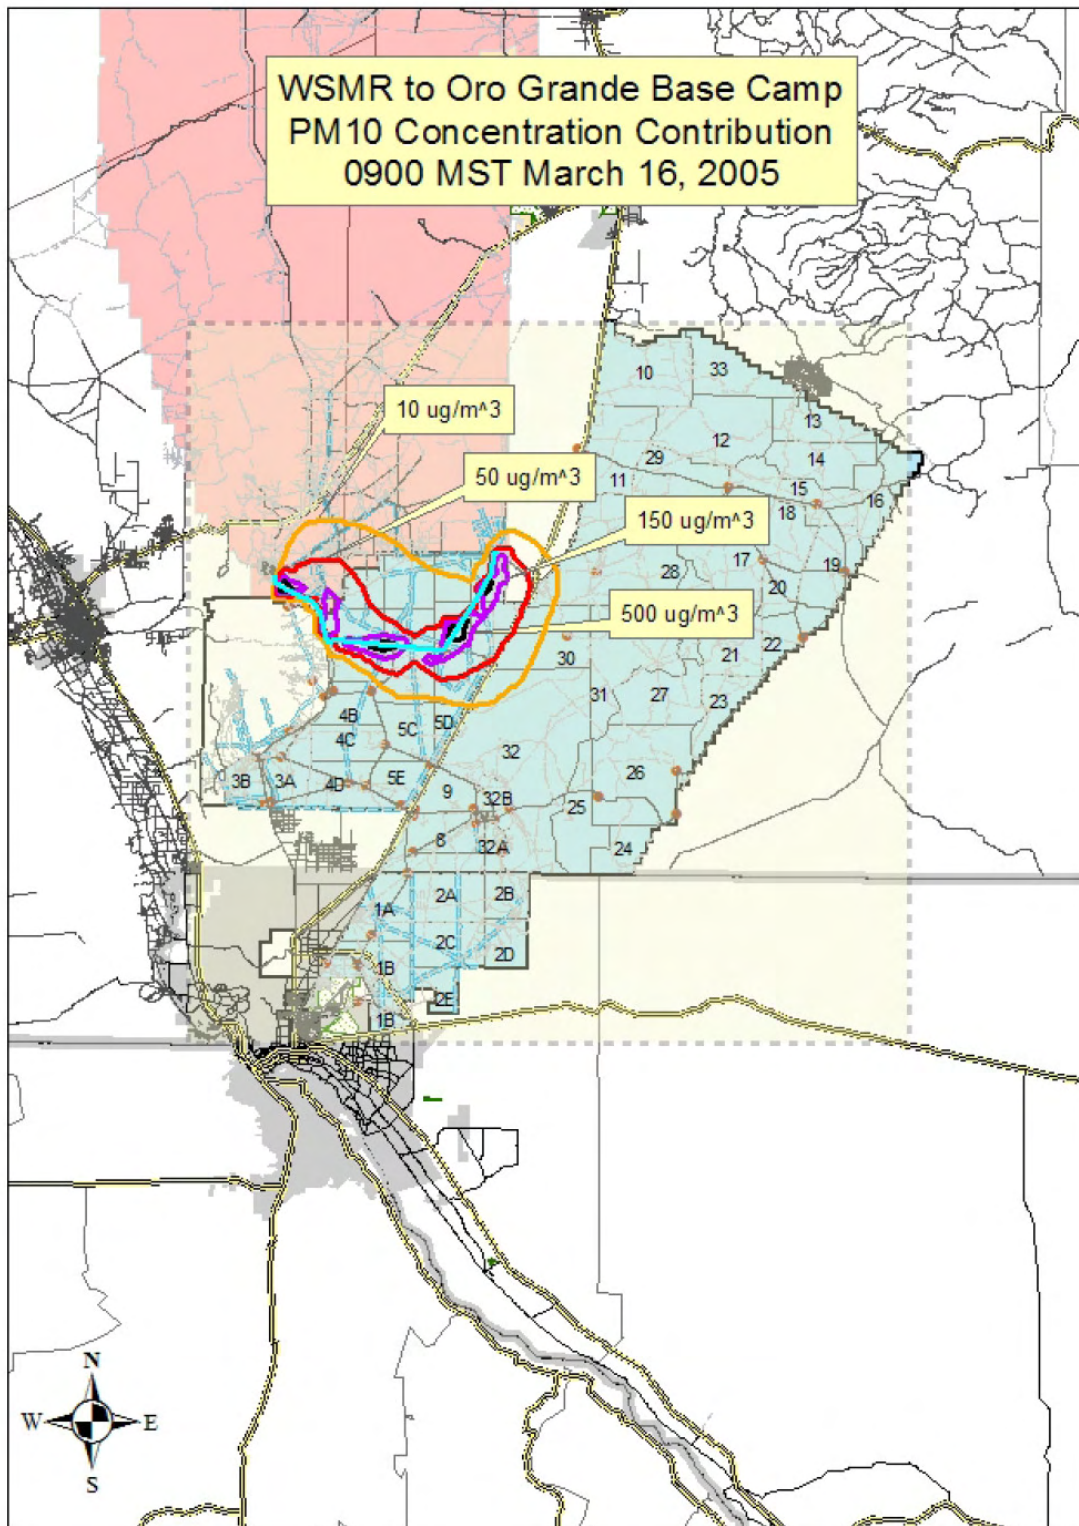 WSMR to Oro Grande Base Camp
PM10 Concentration Contribution
0900 MST March 16, 2005
10 ug/m^3
50 ug/m^3
150 ug/m^3
500 ug/m^3
10
33
13
12
29
14
11
15
16
18
17
19
28
20
22
21
30
31
27
23
4B
5C
5D
4C
32
26
3B
3A
4D
5E
9
32B
25
8
32A
24
2A
2B
1A
2C
2D
1B
2E
1B
N
W
E
S